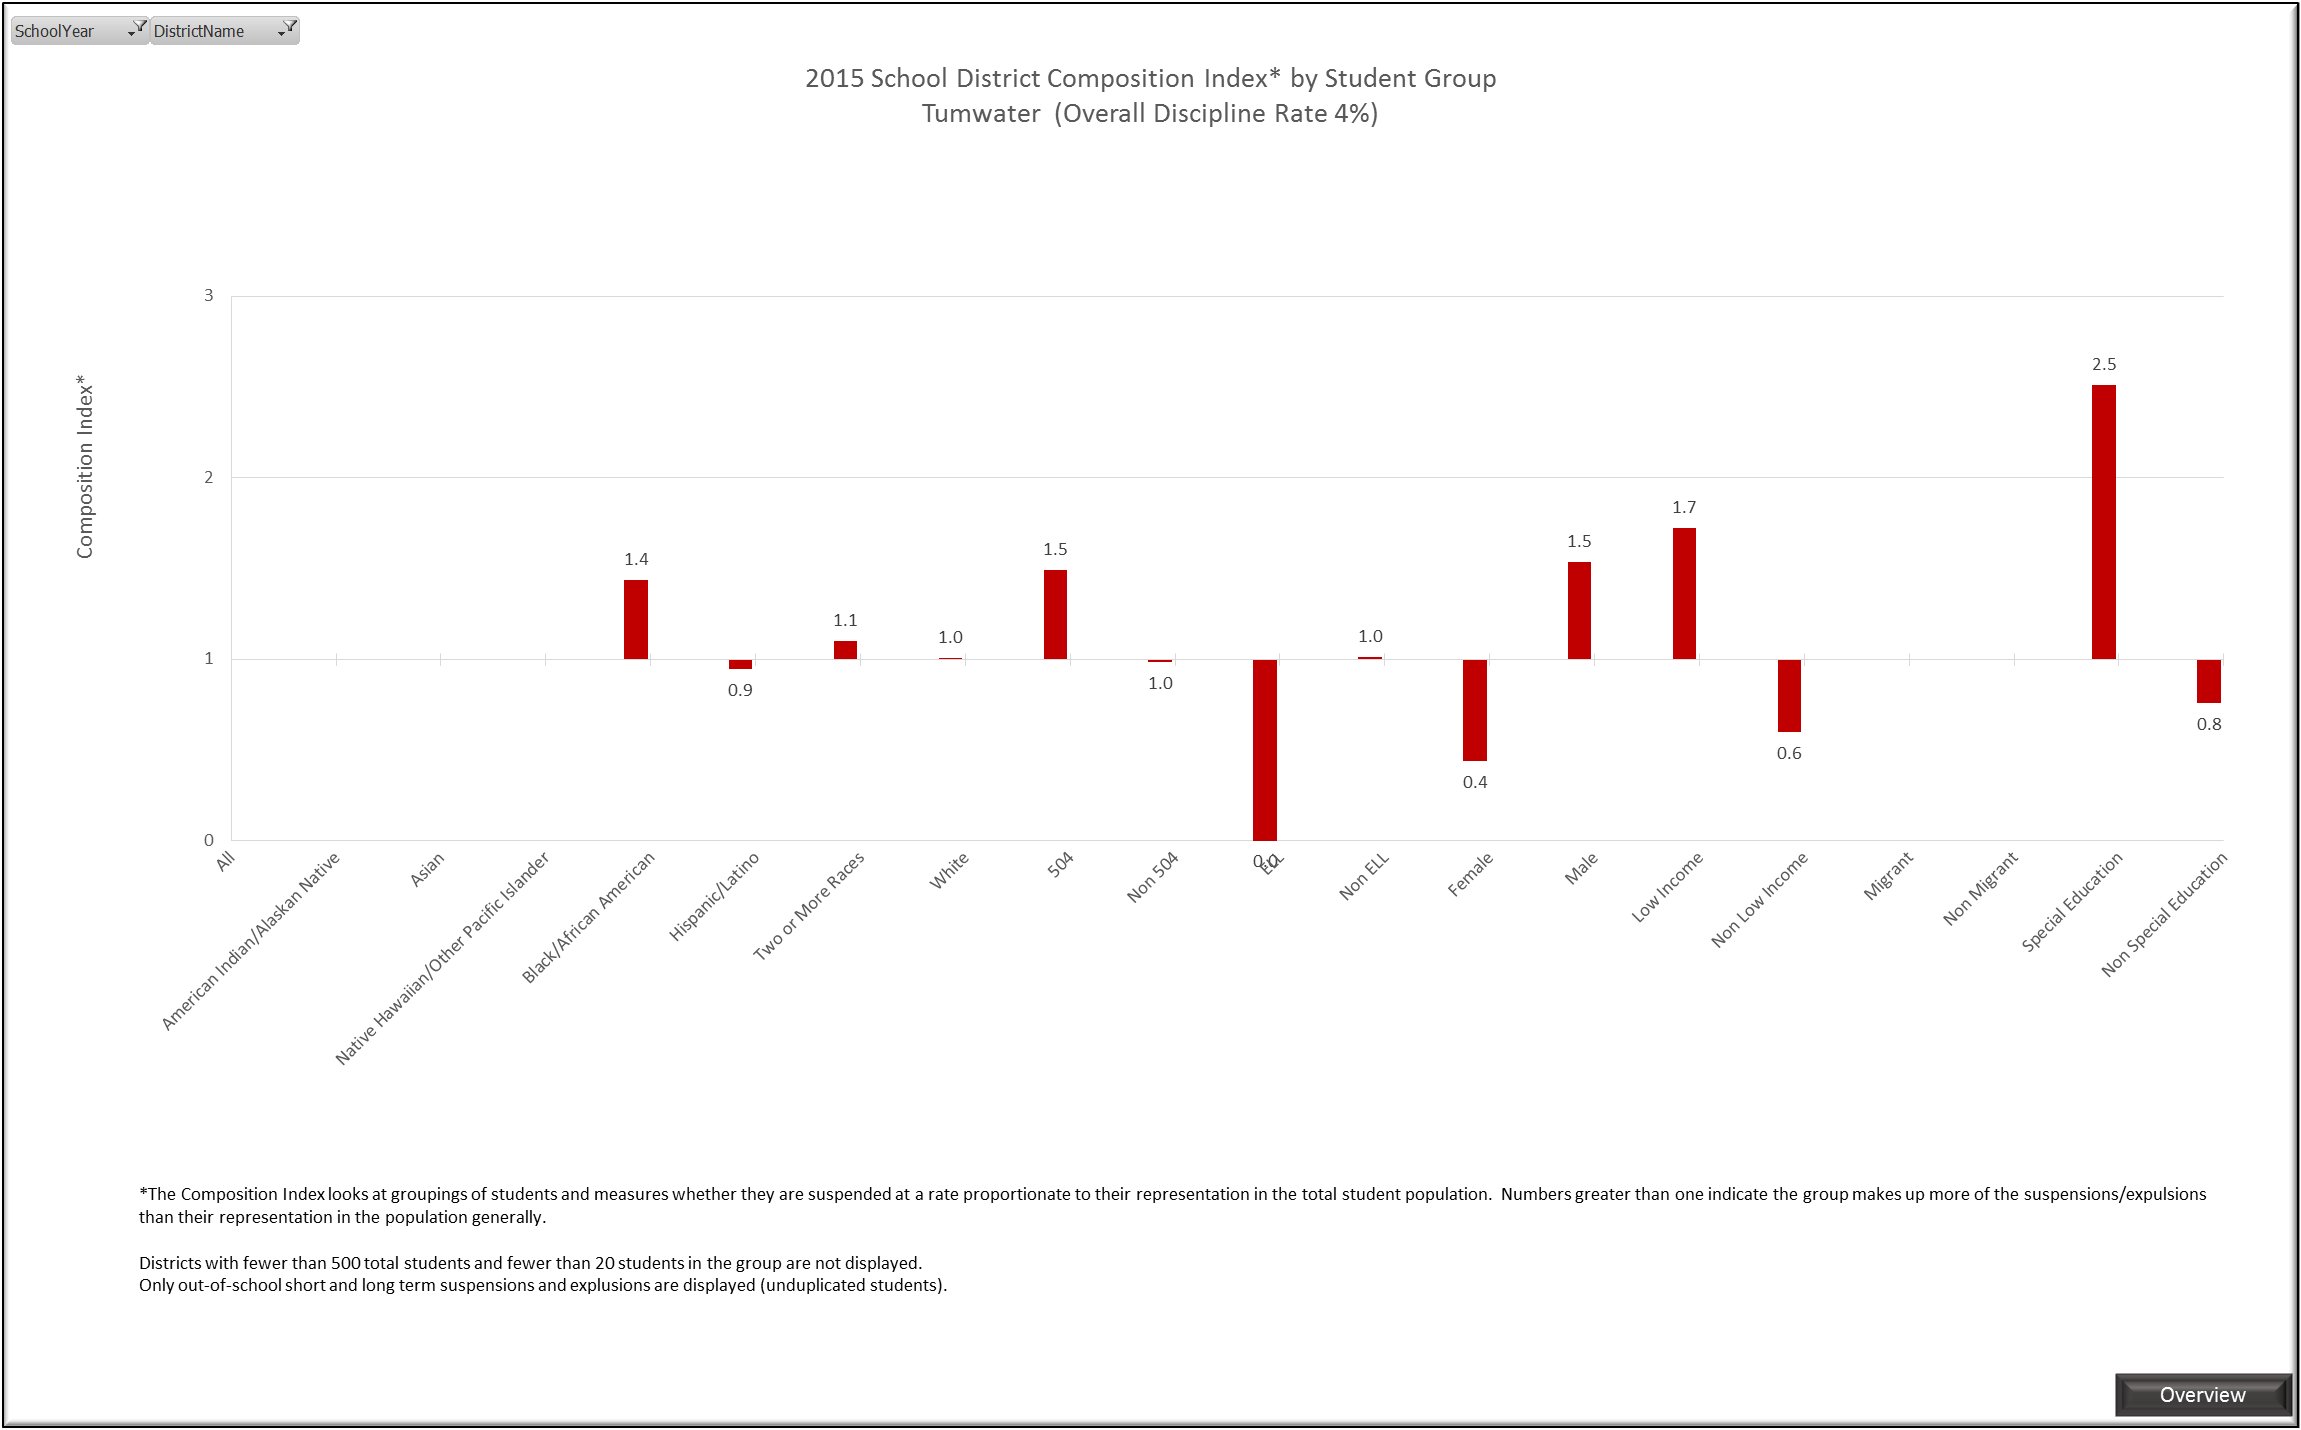 SchoolYear
DistrictName
2015 School District Composition Index* by Student Group
Tumwater  (Overall Discipline Rate 4%)
Composition Index*
3
2
1
0
1.4
0.9
1.1
1.0
1.5
1.0
0.0
1.0
0.4
1.5
1.7
0.6
2.5
0.8
All
American Indian/Alaskan Native
Asian
Native Hawaiian/Other Pacific Islander
Black/African American
Hispanic/Latino
Two or More Races
White
504
Non 504
ELL
Non ELL
Female
Male
Low Income
Non Low Income
Migrant
Non Migrant
Special Education
Non Special Education
*The Composition Index looks at groupings of students and measures whether they are suspended at a rate proportionate to their representation in the total student population.  Numbers greater than one indicate the group makes up more of the suspensions/expulsions
than their representation in the population generally.
Districts with fewer than 500 total students and fewer than 20 students in the group are not displayed.
Only out-of-school short and long term suspensions and explusions are displayed (unduplicated students).
Overview